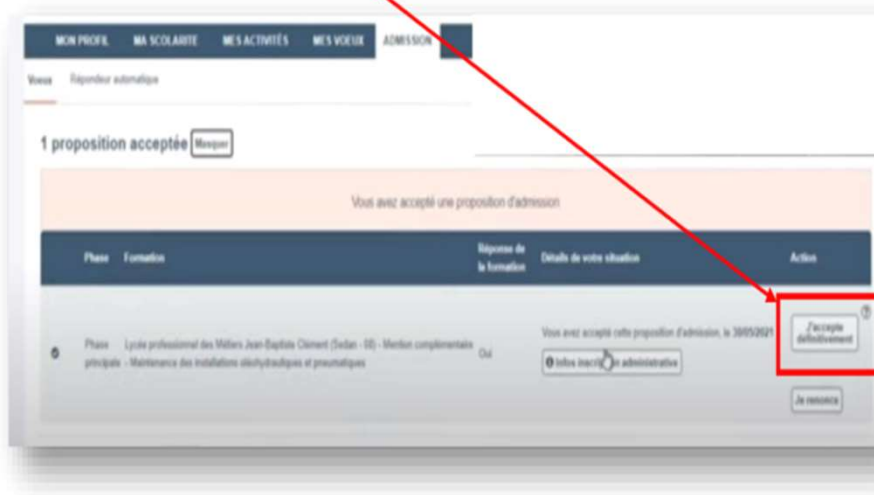 MON PROFIL MA SCOLARITE MES ACTIVITÉS MES VOEUX ADMISSION
Voeux Répondeur automatique
1 proposition acceptée Masquer
Vous avez accepté une proposition d'admission
Phase Formation Réponse de la formation Détails de votre situation Action
Phase principale Lycée professionnel des Métiers Jean-Baptiste Clément (Sedan - 08) - Mention complémentaire
- Maintenance des installations oléohydrauliques et pneumatiques
Oui
Vous avez accepté cette proposition d'admission, le 30/05/2021
Infos administrative
J'accepte
définitivement
?
Je renonce